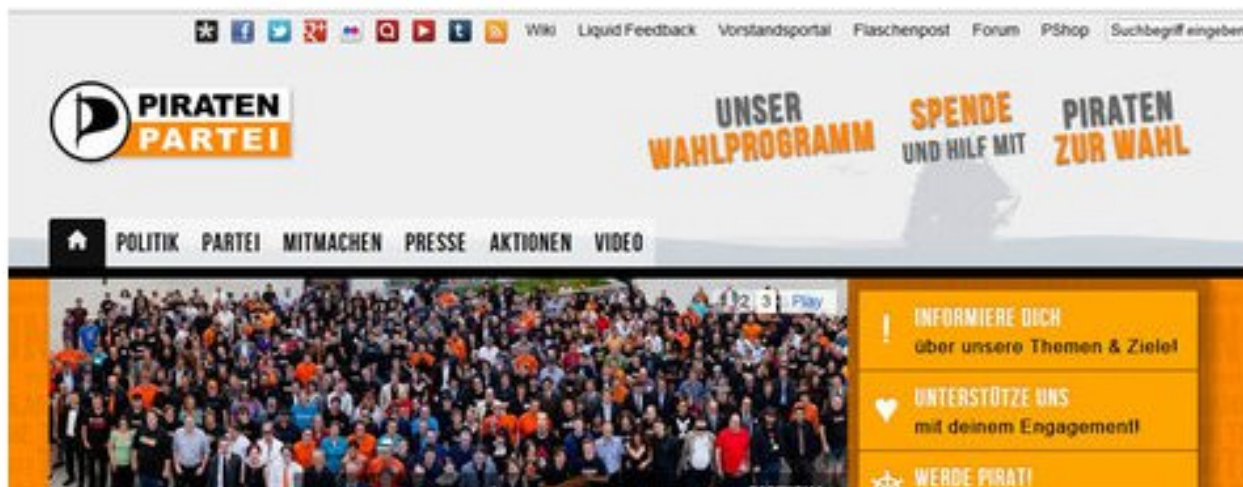 Wiki Liquid Feedback Vorstandsportal Flaschenpost Forum PShop Suchbegriff eingeben
PIRATEN
PARTEI
UNSER
WAHLPROGRAMM
SPENDE
UND HILF MIT
PIRATEN
ZUR WAHL
POLITIK PARTEI MITMACHEN PRESSE AKTIONEN VIDEO
2 3 Play
! INFORMIERE DICH
über unsere Themen & Ziele!
UNTERSTÜTZE UNS
mit deinem Engagement!
WERDE PIRAT!